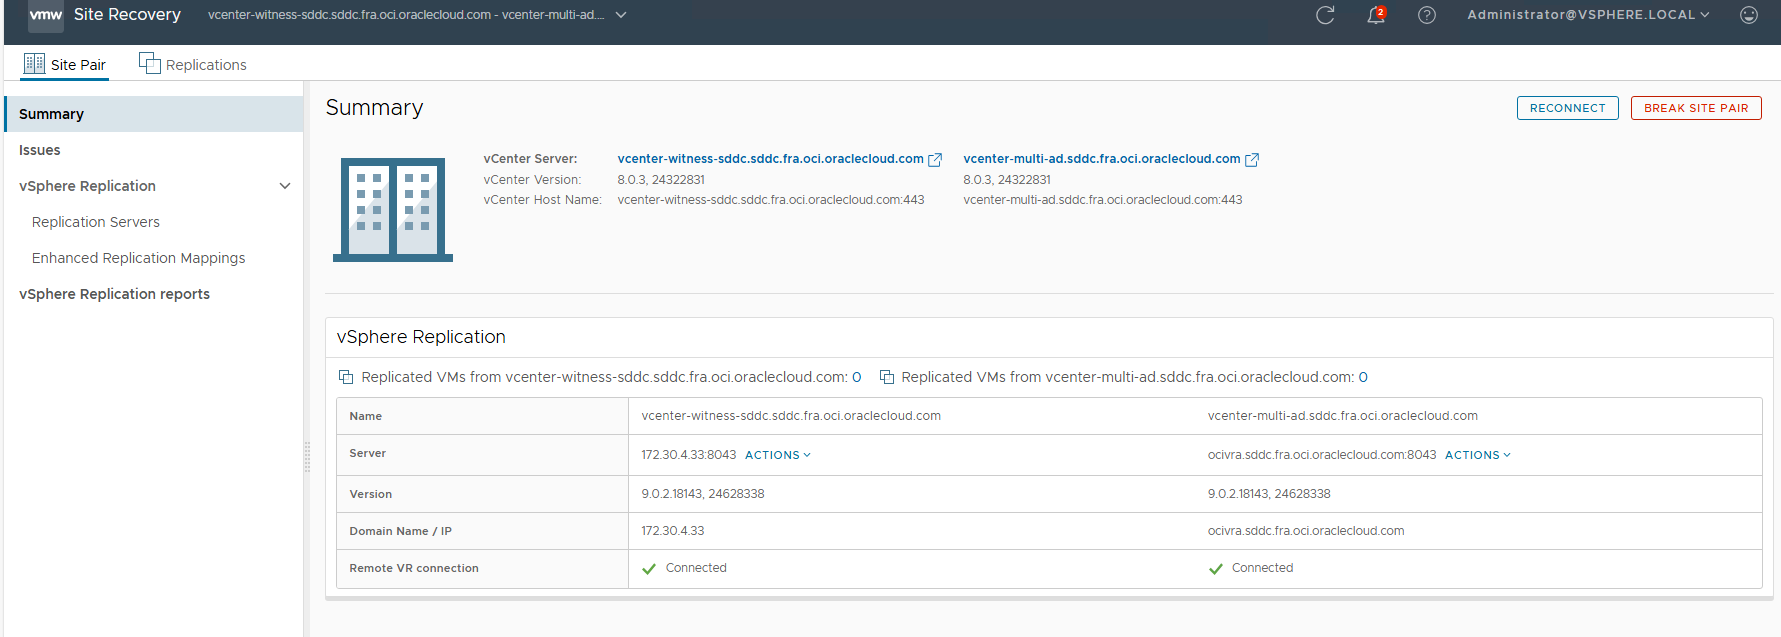 vmw Site Recovery vcenter-witness-sddc.sddc.fra.oci.oraclecloud.com - vcenter-multi-ad.... 2 Administrator@VSPHERE.LOCAL
Site Pair Replications
Summary
Issues
vSphere Replication
Replication Servers
Enhanced Replication Mappings
vSphere Replication reports
Summary RECONNECT BREAK SITE PAIR
vCenter Server: vcenter-witness-sddc.sddc.fra.oci.oraclecloud.com vcenter-multi-ad.sddc.fra.oci.oraclecloud.com
vCenter Version: 8.0.3, 24322831 8.0.3, 24322831
vCenter Host Name: vcenter-witness-sddc.sddc.fra.oci.oraclecloud.com:443 vcenter-multi-ad.sddc.fra.oci.oraclecloud.com:443
vSphere Replication
Replicated VMs from vcenter-witness-sddc.sddc.fra.oci.oraclecloud.com: 0 Replicated VMs from vcenter-multi-ad.sddc.fra.oci.oraclecloud.com: 0
Name vcenter-witness-sddc.sddc.fra.oci.oraclecloud.com vcenter-multi-ad.sddc.fra.oci.oraclecloud.com
Server 172.30.4.33:8043 ACTIONS ocivra.sddc.fra.oci.oraclecloud.com:8043 ACTIONS
Version 9.0.2.18143, 24628338 9.0.2.18143, 24628338
Domain Name / IP 172.30.4.33 ocivra.sddc.fra.oci.oraclecloud.com
Remote VR connection Connected Connected